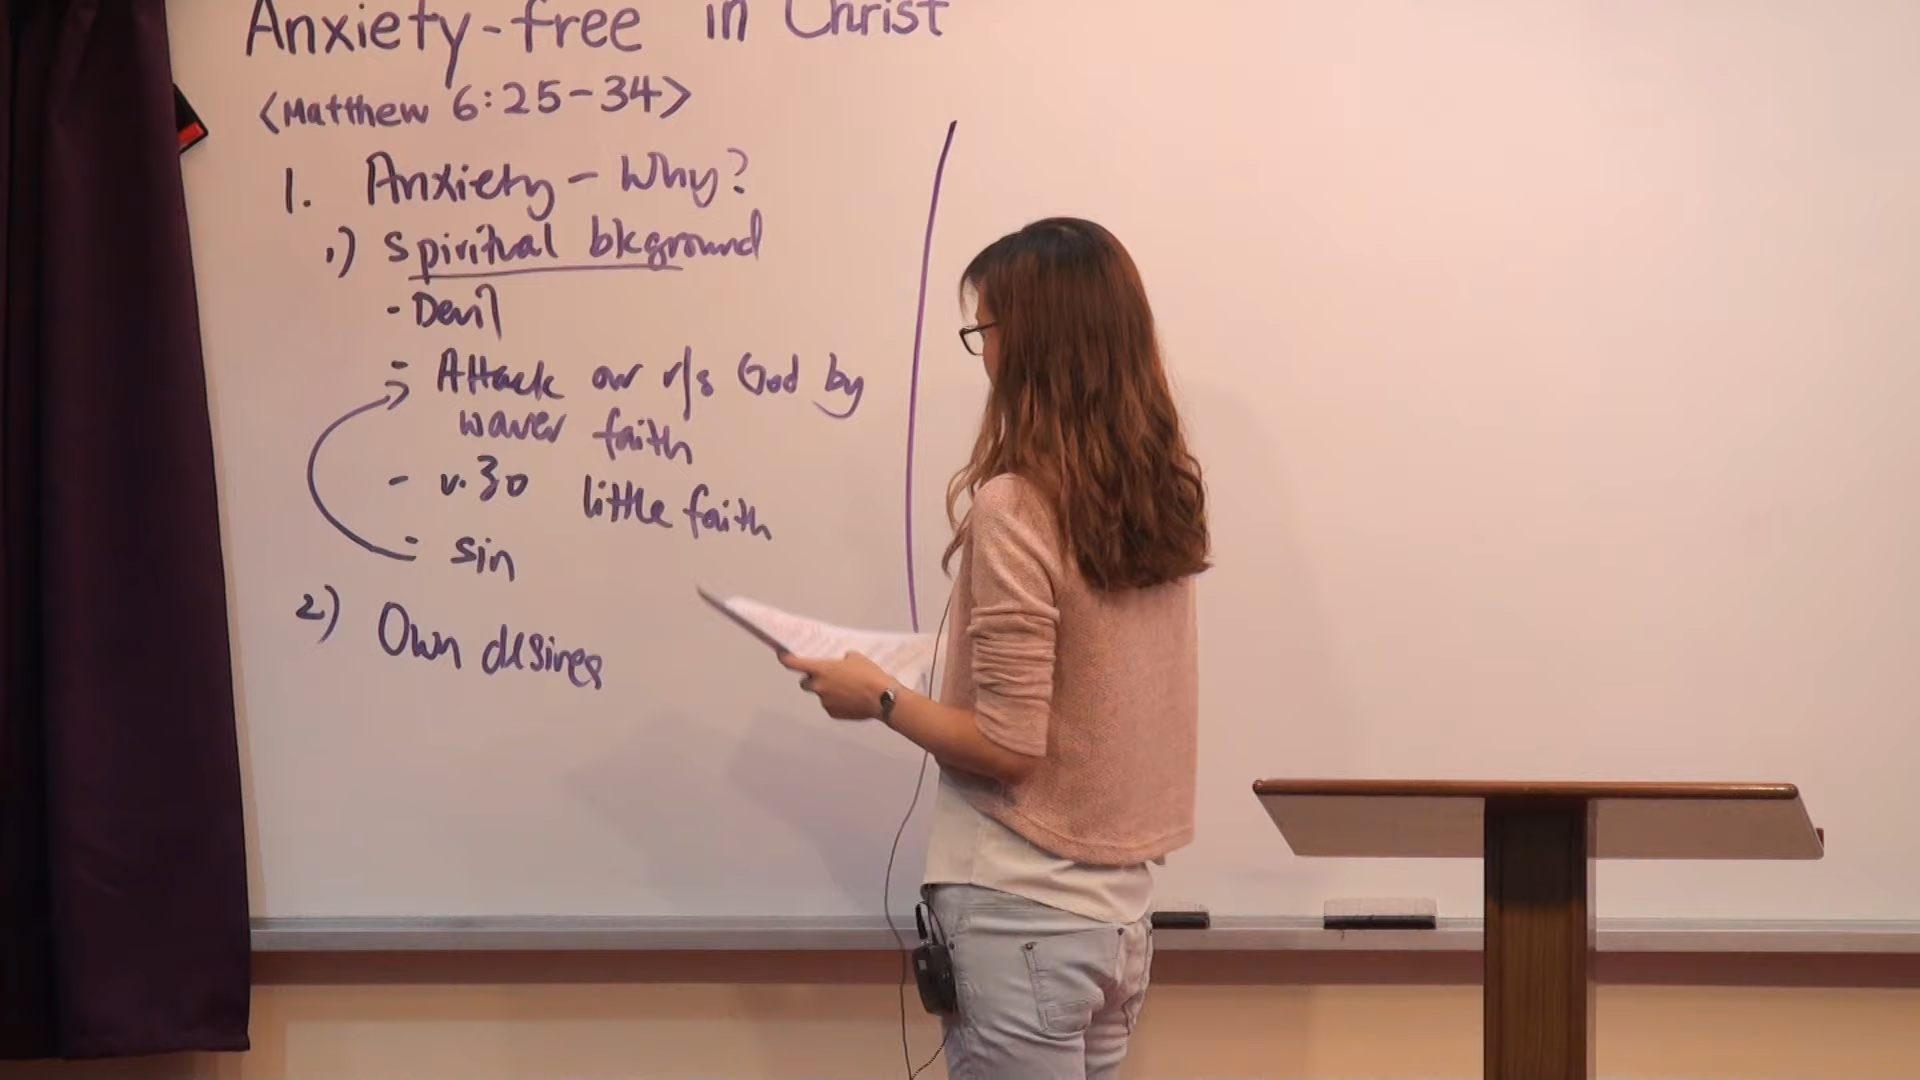 Anxiety-free in Christ
<Matthew 6:25-34>
1. Anxiety - Why?
1.) Spiritual bkground
- Devil
- Attack our r/s God by
waver faith
- v.30 little faith
- sin
2) Own desires